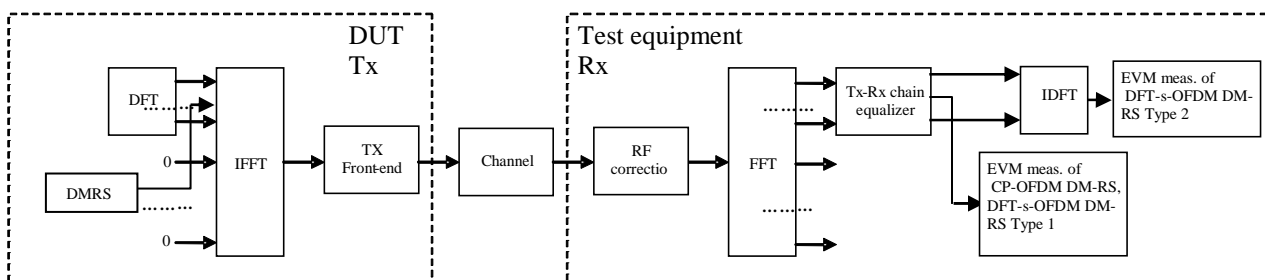 DUT
Tx
Test equipment
Rx
DFT
………
0
DMRS
………
0
IFFT
TX
Front-end
Channel
RF
correctio
FFT
………
………
Tx-Rx chain
equalizer
IDFT
EVM meas. of
DFT-s-OFDM DM-
RS Type 2
EVM meas. of
CP-OFDM DM-RS,
DFT-s-OFDM DM-
RS Type 1